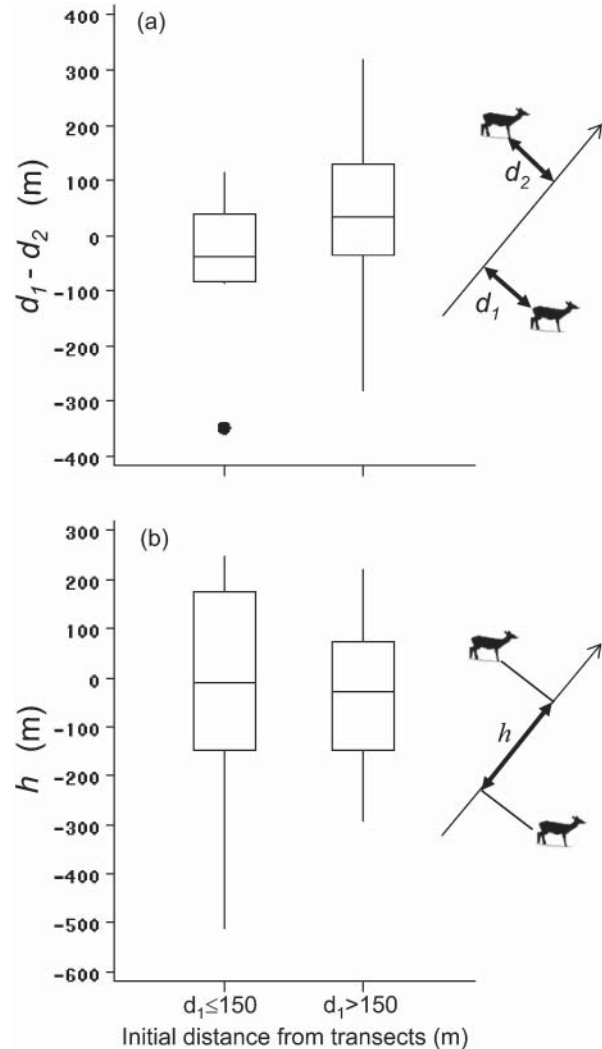 (a)
400
300
200
100
0
-100
-200
-300
-400
d1 - d2 (m)
d2
d1
(b)
300
200
100
0
-100
-200
-300
-400
-500
-600
h (m)
h
d1≤150 d1>150
Initial distance from transects (m)